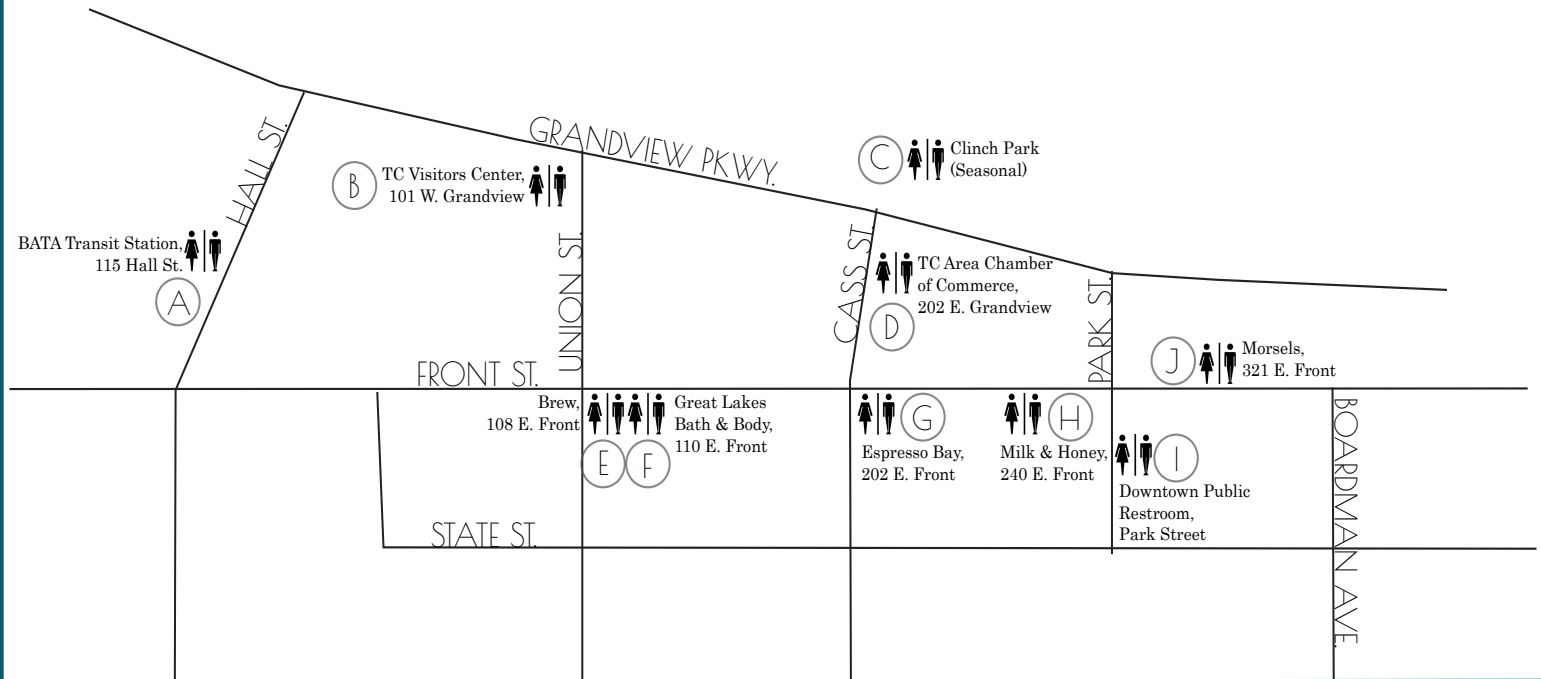 GRANDVIEW PKWY.
HALL ST.
C
Clinch Park
(Seasonal)
B
TC Visitors Center,
101 W. Grandview
BATA Transit Station,
115 Hall St.
A
UNION ST.
CASS ST.
TC Area Chamber
of Commerce,
202 E. Grandview
D
PARK ST.
J
Morsels,
321 E. Front
FRONT ST.
Brew,
108 E. Front
E
F
Great Lakes
Bath & Body,
110 E. Front
G
Espresso Bay,
202 E. Front
H
Milk & Honey,
240 E. Front
I
Downtown Public
Restroom,
Park Street
BOARDMAN AVE.
STATE ST.